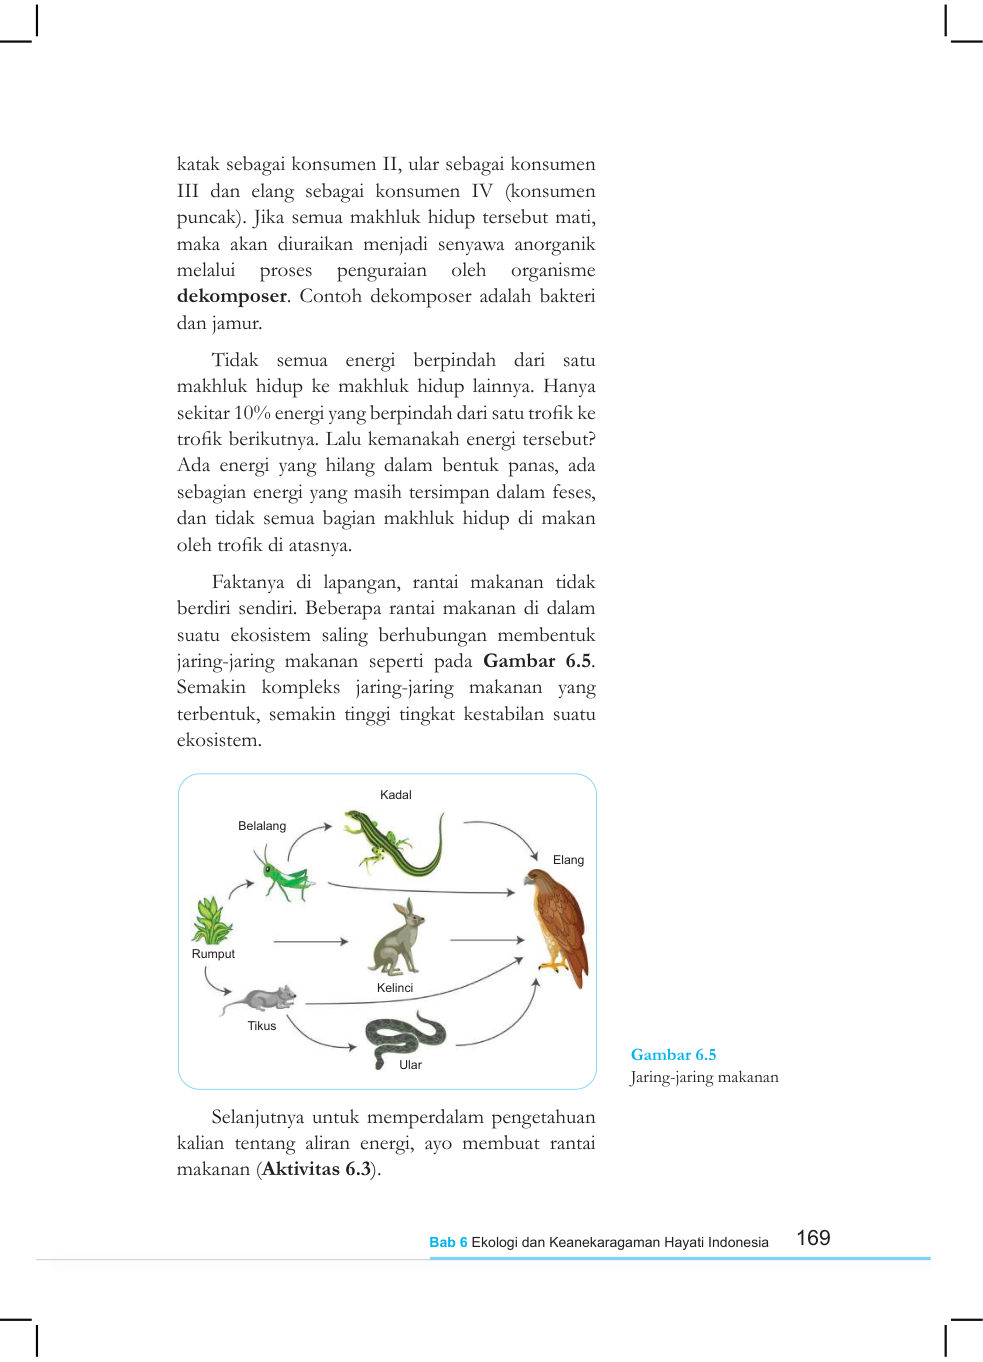 katak sebagai konsumen II, ular sebagai konsumen
III dan elang sebagai konsumen IV (konsumen
puncak). Jika semua makhluk hidup tersebut mati,
maka akan diuraikan menjadi senyawa anorganik
melalui proses penguraian oleh organisme
dekomposer. Contoh dekomposer adalah bakteri
dan jamur.
Tidak semua energi berpindah dari satu
makhluk hidup ke makhluk hidup lainnya. Hanya
sekitar 10% energi yang berpindah dari satu trofik ke
trofik berikutnya. Lalu kemanakah energi tersebut?
Ada energi yang hilang dalam bentuk panas, ada
sebagian energi yang masih tersimpan dalam feses,
dan tidak semua bagian makhluk hidup di makan
oleh trofik di atasnya.
Faktanya di lapangan, rantai makanan tidak
berdiri sendiri. Beberapa rantai makanan di dalam
suatu ekosistem saling berhubungan membentuk
jaring-jaring makanan seperti pada Gambar 6.5.
Semakin kompleks jaring-jaring makanan yang
terbentuk, semakin tinggi tingkat kestabilan suatu
ekosistem.
Kadal
Belalang
Elang
Rumput
Kelinci
Tikus
Ular
Gambar 6.5
Jaring-jaring makanan
Selanjutnya untuk memperdalam pengetahuan
kalian tentang aliran energi, ayo membuat rantai
makanan (Aktivitas 6.3).
Bab 6 Ekologi dan Keanekaragaman Hayati Indonesia 169